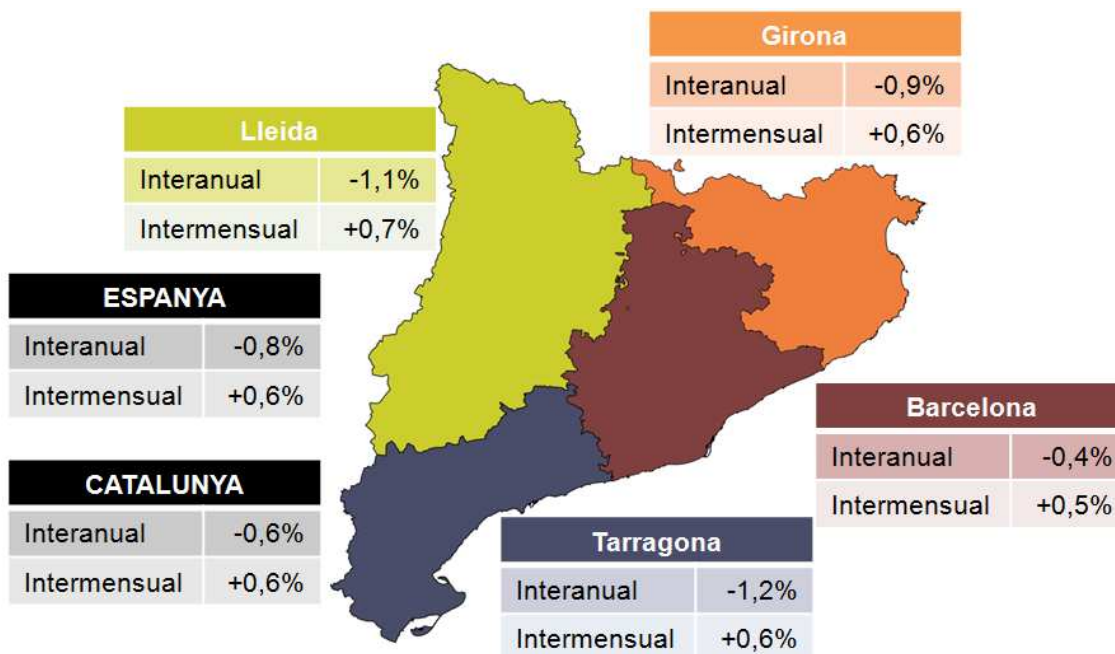 Girona
Interanual -0,9%
Intermensual +0,6%
Lleida
Interanual -1,1%
Intermensual +0,7%
ESPANYA
Interanual -0,8%
Intermensual +0,6%
Barcelona
Interanual -0,4%
Intermensual +0,5%
CATALUNYA
Interanual -0,6%
Intermensual +0,6%
Tarragona
Interanual -1,2%
Intermensual +0,6%